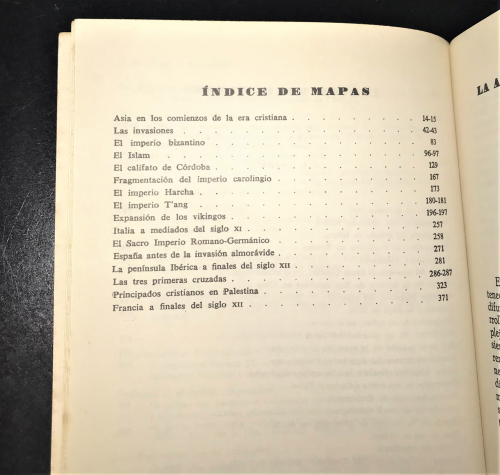 ÍNDICE DE MAPAS
Asia en los comienzos de la era cristiana . . . . . . . 14-15
Las invasiones . . . . . . . . . . . . 42-43
El imperio bizantino . . . . . . . . . . . 83
El Islam . . . . . . . . . . . . . 96-97
El califato de Córdoba . . . . . . . . . . 129
Fragmentación del imperio carolingio . . . . . . . 167
El imperio Harcha . . . . . . . . . . . 173
El imperio T'ang . . . . . . . . . . . 180-181
Expansión de los vikingos . . . . . . . . . 196-197
Italia a mediados del siglo XI . . . . . . . . . 257
El Sacro Imperio Romano-Germánico . . . . . . . 258
España antes de la invasión almorávide . . . . . . . 271
La península Ibérica a finales del siglo XII . . . . . . 281
Las tres primeras cruzadas . . . . . . . . . 286-287
Principados cristianos en Palestina . . . . . . . . 323
Francia a finales del siglo XII . . . . . . . . . 371
LA A